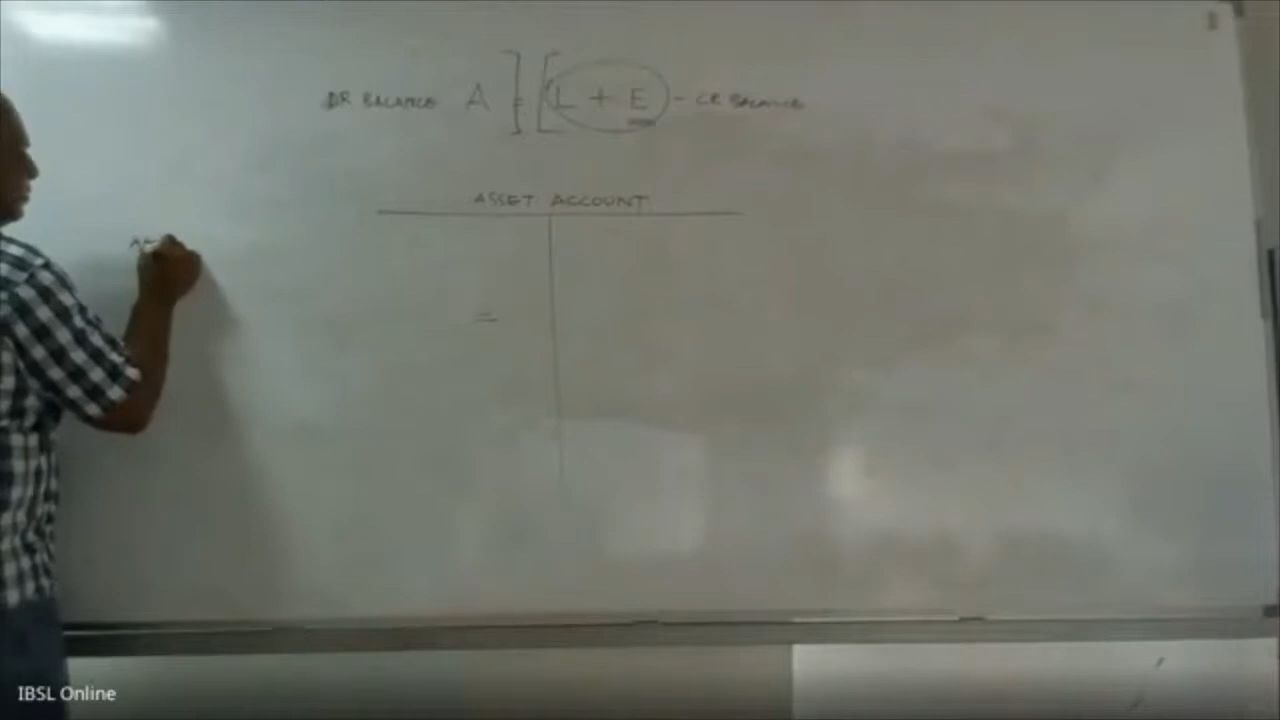 DR BALANCE A ] = [ L + E - CR BALANCE
ASSET ACCOUNT
IBSL Online